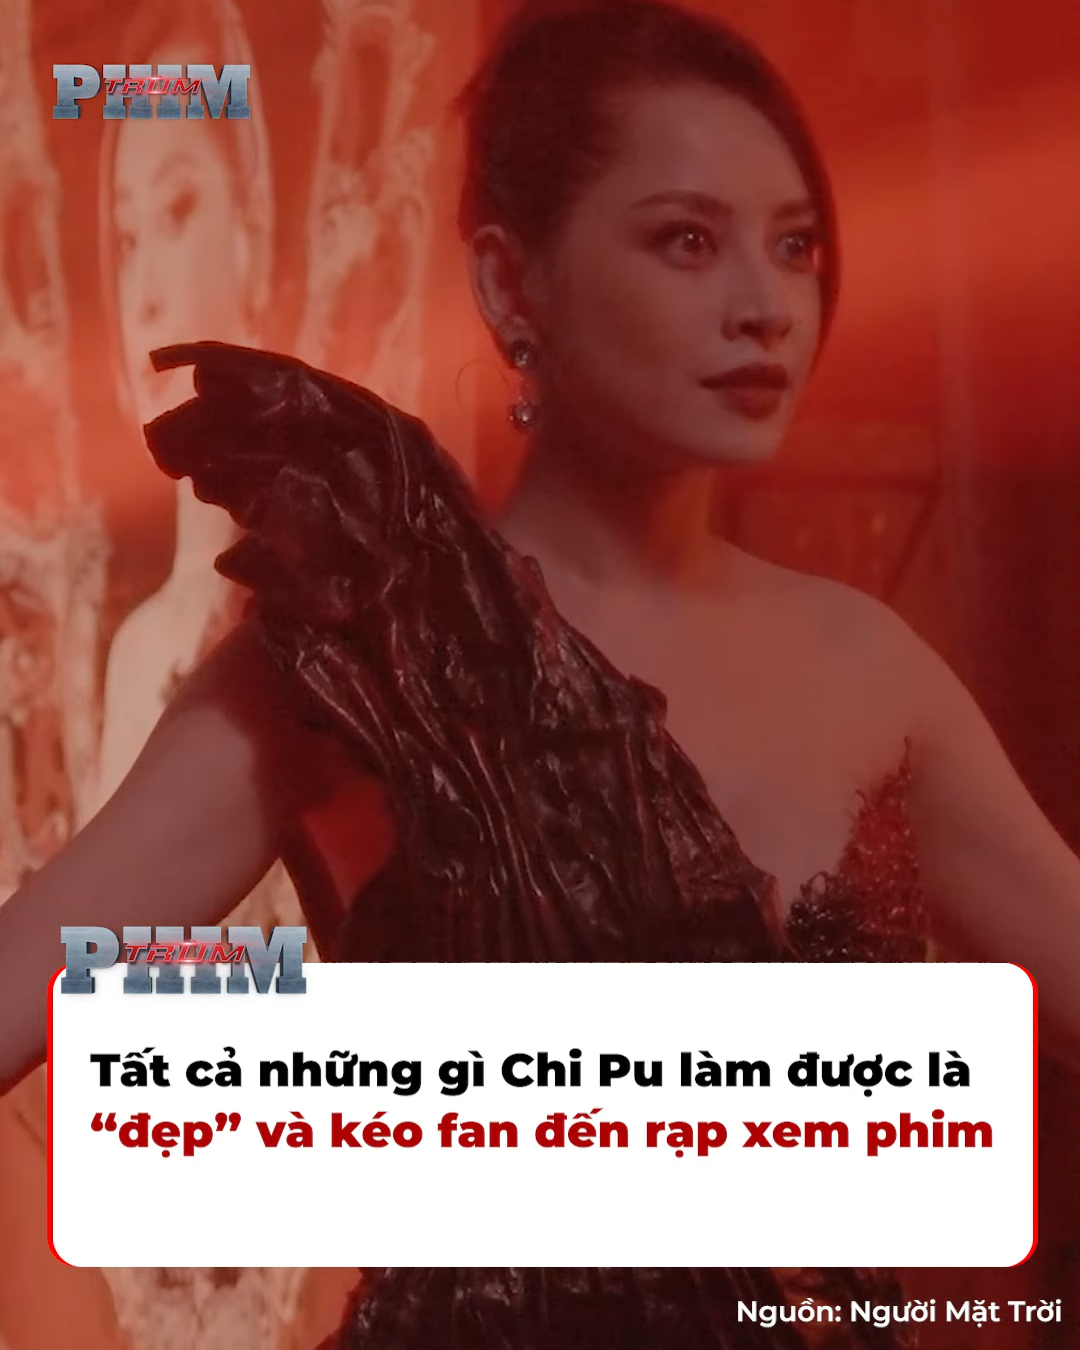 PHIM
TRÙM
PHIM
TRÙM
Tất cả những gì Chi Pu làm được là
“đẹp” và kéo fan đến rạp xem phim
Nguồn: Người Mặt Trời